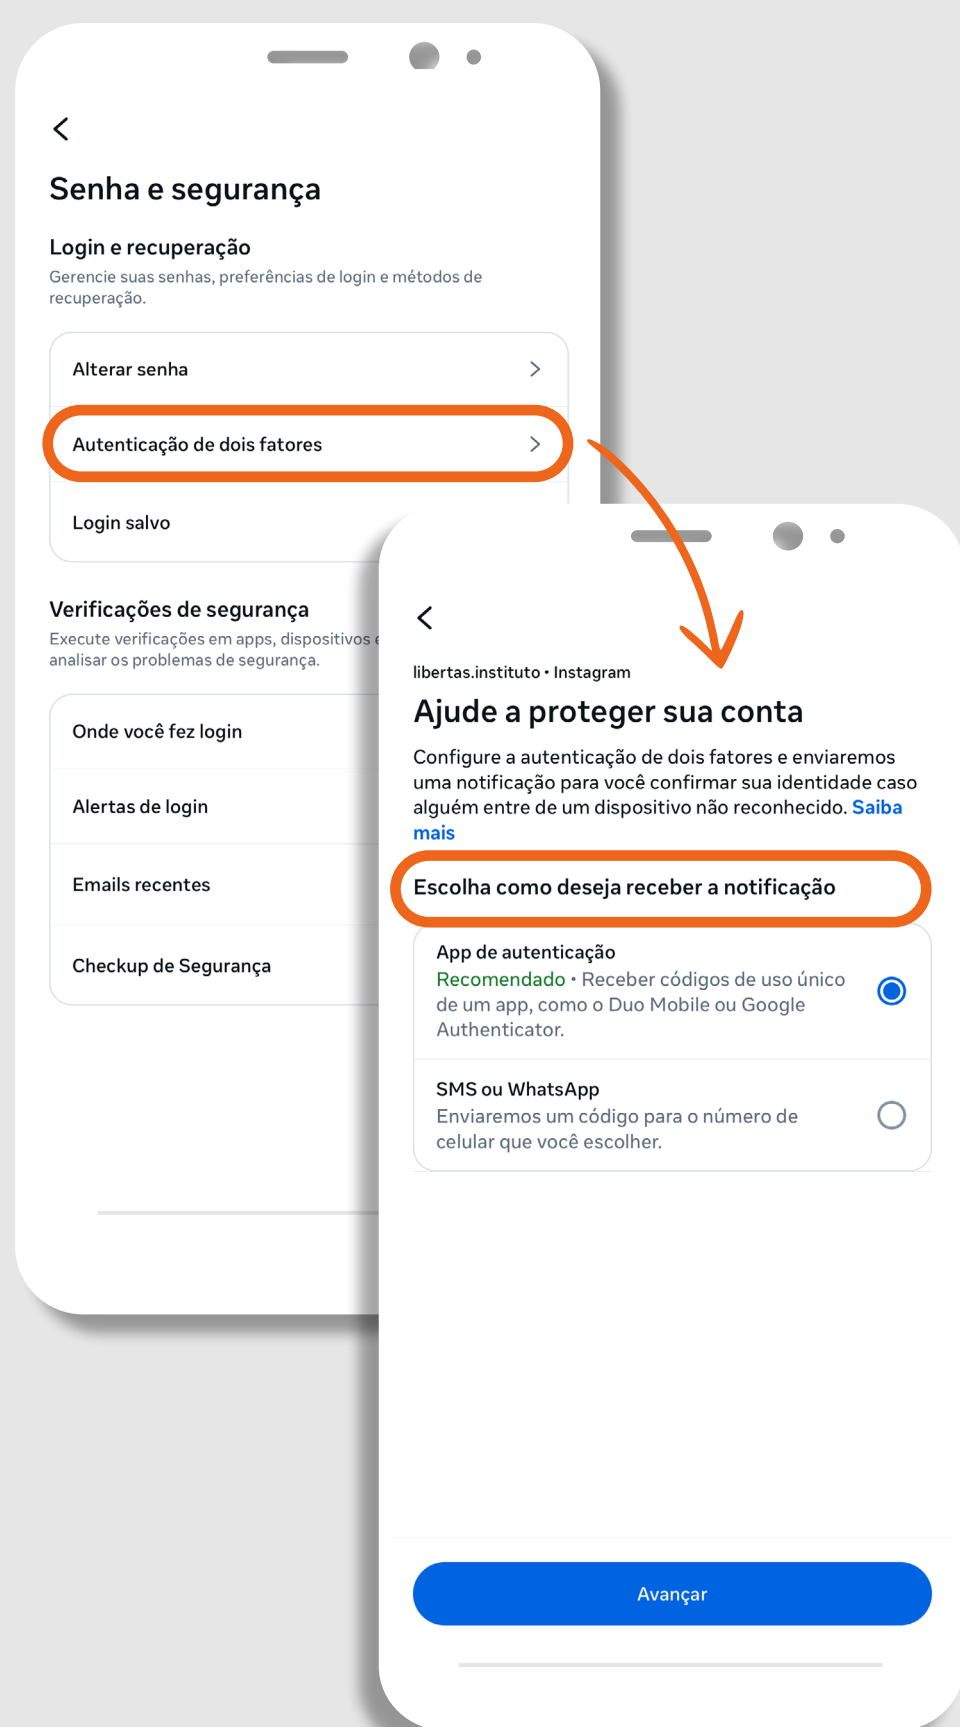 Senha e segurança
Login e recuperação
Gerencie suas senhas, preferências de login e métodos de
recuperação.
Alterar senha
Autenticação de dois fatores
Login salvo
Verificações de segurança
Execute verificações em apps, dispositivos
analisar os problemas de segurança.
Onde você fez login
Alertas de login
Emails recentes
Checkup de Segurança
libertas.instituto • Instagram
Ajude a proteger sua conta
Configure a autenticação de dois fatores e enviaremos
uma notificação para você confirmar sua identidade caso
alguém entre de um dispositivo não reconhecido. Saiba
mais
Escolha como deseja receber a notificação
App de autenticação
Recomendado • Receber códigos de uso único
de um app, como o Duo Mobile ou Google
Authenticator.
SMS ou WhatsApp
Enviaremos um código para o número de
celular que você escolher.
Avançar